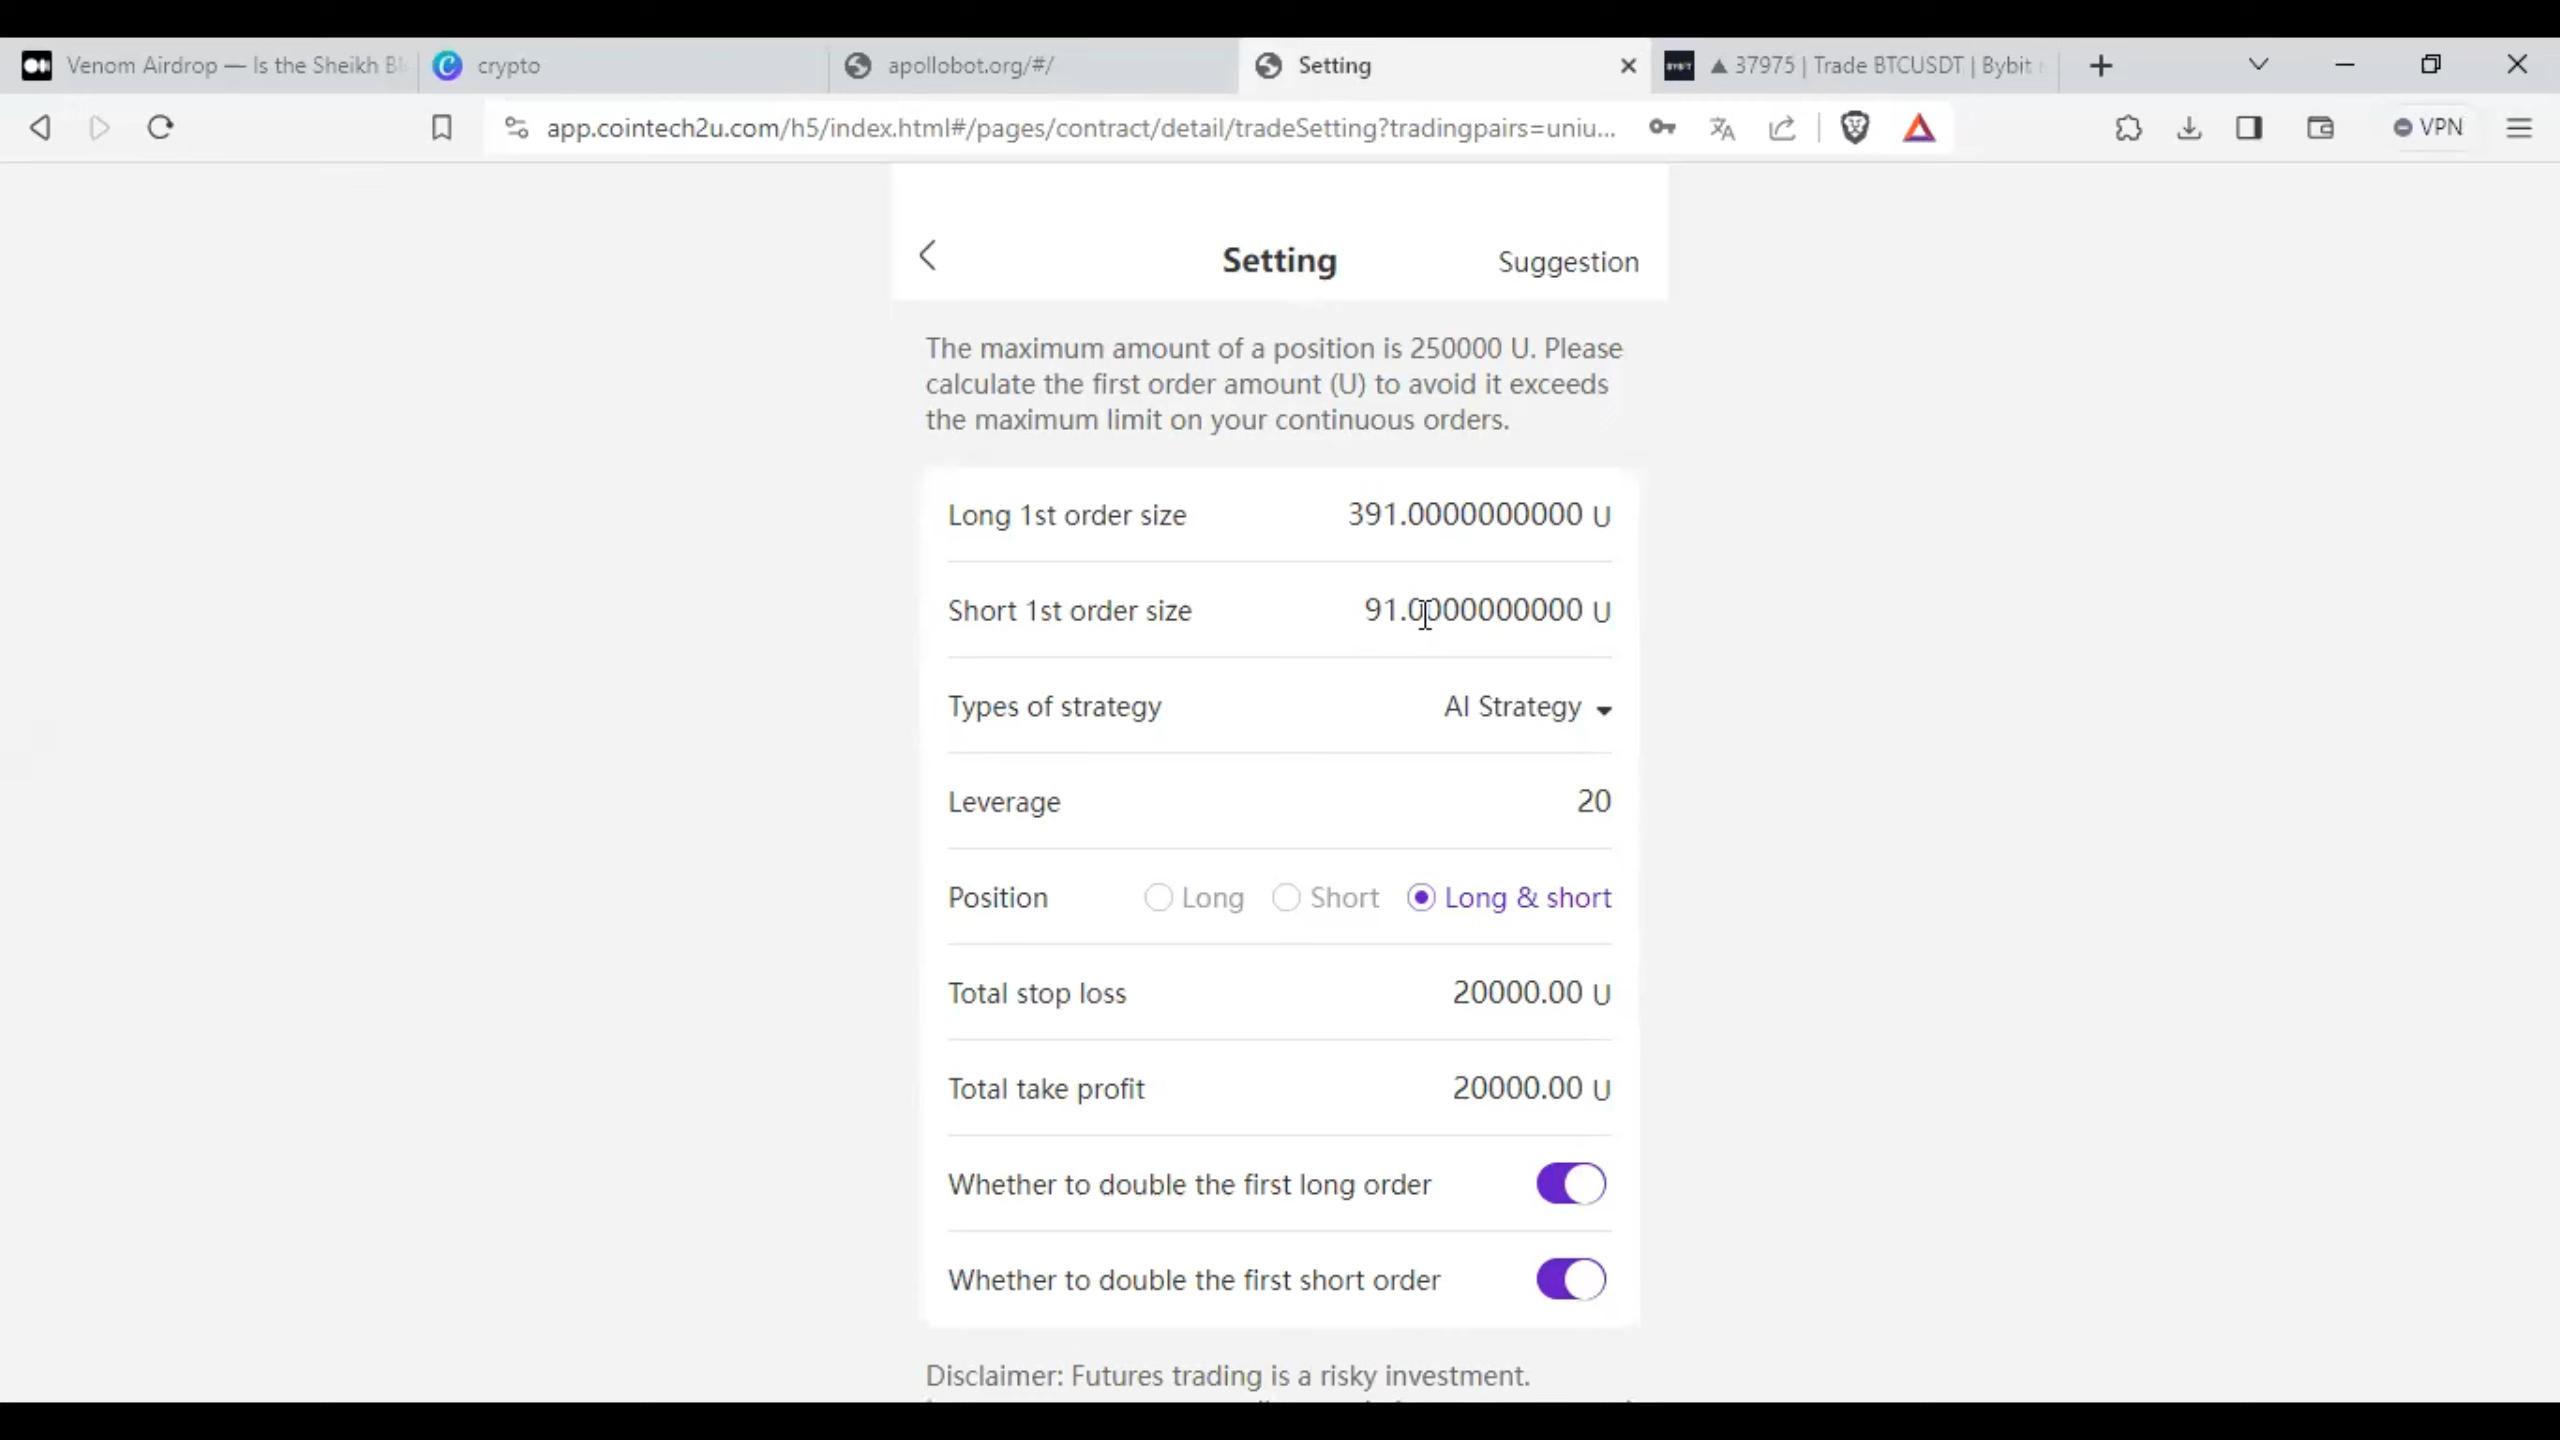 Venom Airdrop — Is the Sheikh Bl
crypto
apollobot.org/#/
Setting
▲ 37975 | Trade BTCUSDT | Bybit
app.cointech2u.com/h5/index.html#/pages/contract/detail/tradeSetting?tradingpairs=uniu...
VPN
Setting
Suggestion
The maximum amount of a position is 250000 U. Please
calculate the first order amount (U) to avoid it exceeds
the maximum limit on your continuous orders.
Long 1st order size 391.0000000000 U
Short 1st order size 91.0000000000 U
Types of strategy AI Strategy
Leverage 20
Position Long Short Long & short
Total stop loss 20000.00 U
Total take profit 20000.00 U
Whether to double the first long order
Whether to double the first short order
Disclaimer: Futures trading is a risky investment.